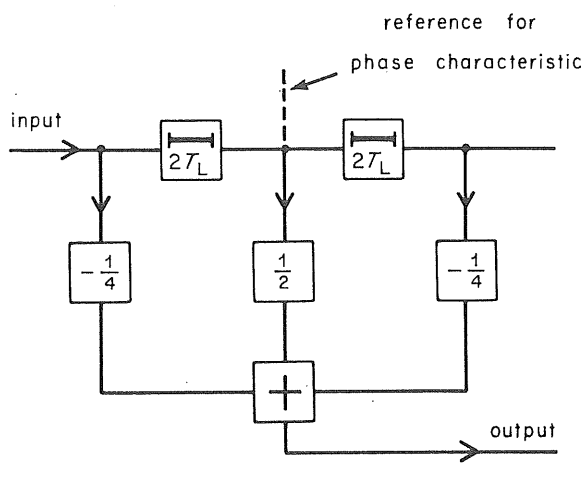 reference for
phase characteristic
input
2T_L
2T_L
-1/4
1/2
-1/4
+
output